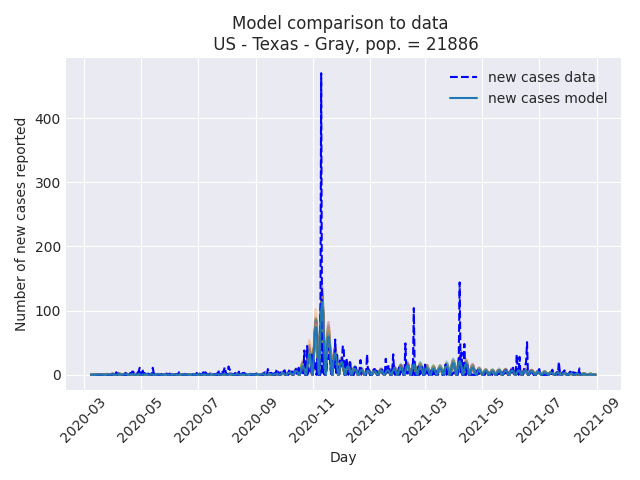 Model comparison to data
US - Texas - Gray, pop. = 21886
new cases data
new cases model
Number of new cases reported
400
300
200
100
0
2020-03
2020-05
2020-07
2020-09
2020-11
2021-01
2021-03
2021-05
2021-07
2021-09
Day